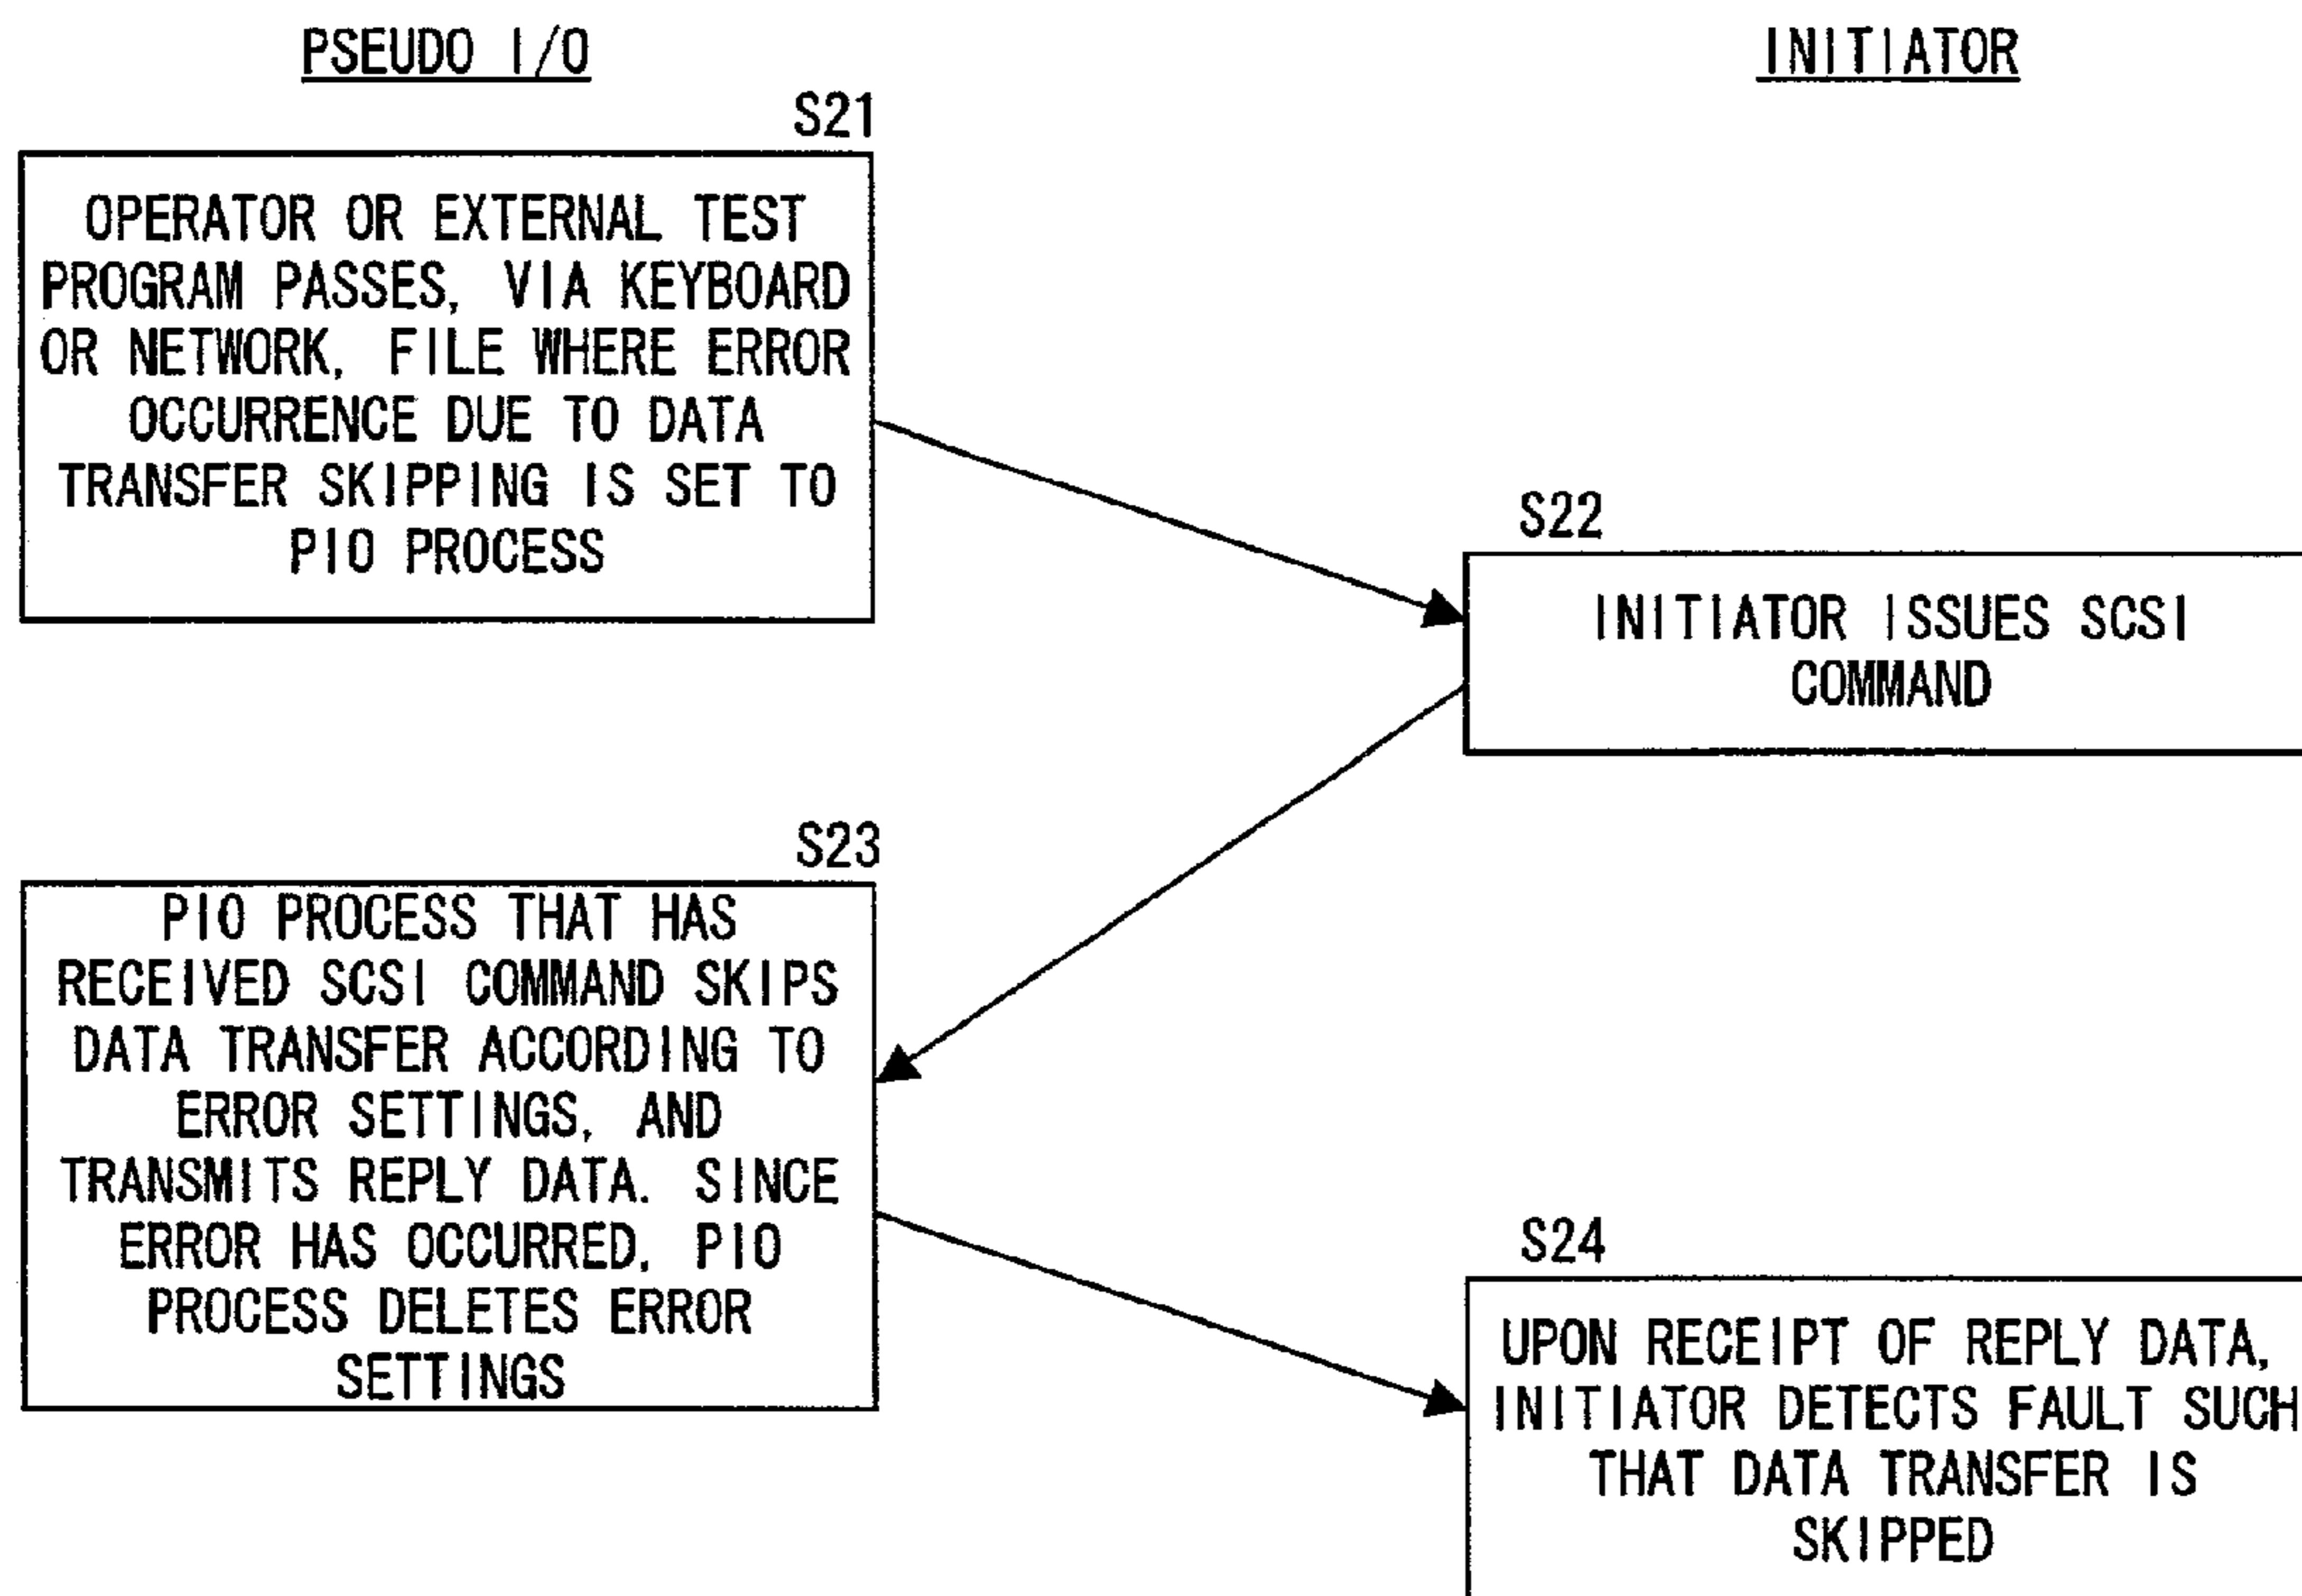 PSEUDO I/O
INITIATOR
S21
OPERATOR OR EXTERNAL TEST
PROGRAM PASSES, VIA KEYBOARD
OR NETWORK, FILE WHERE ERROR
OCCURRENCE DUE TO DATA
TRANSFER SKIPPING IS SET TO
PIO PROCESS
S22
INITIATOR ISSUES SCSI
COMMAND
S23
PIO PROCESS THAT HAS
RECEIVED SCSI COMMAND SKIPS
DATA TRANSFER ACCORDING TO
ERROR SETTINGS, AND
TRANSMITS REPLY DATA. SINCE
ERROR HAS OCCURRED, PIO
PROCESS DELETES ERROR
SETTINGS
S24
UPON RECEIPT OF REPLY DATA,
INITIATOR DETECTS FAULT SUCH
THAT DATA TRANSFER IS
SKIPPED